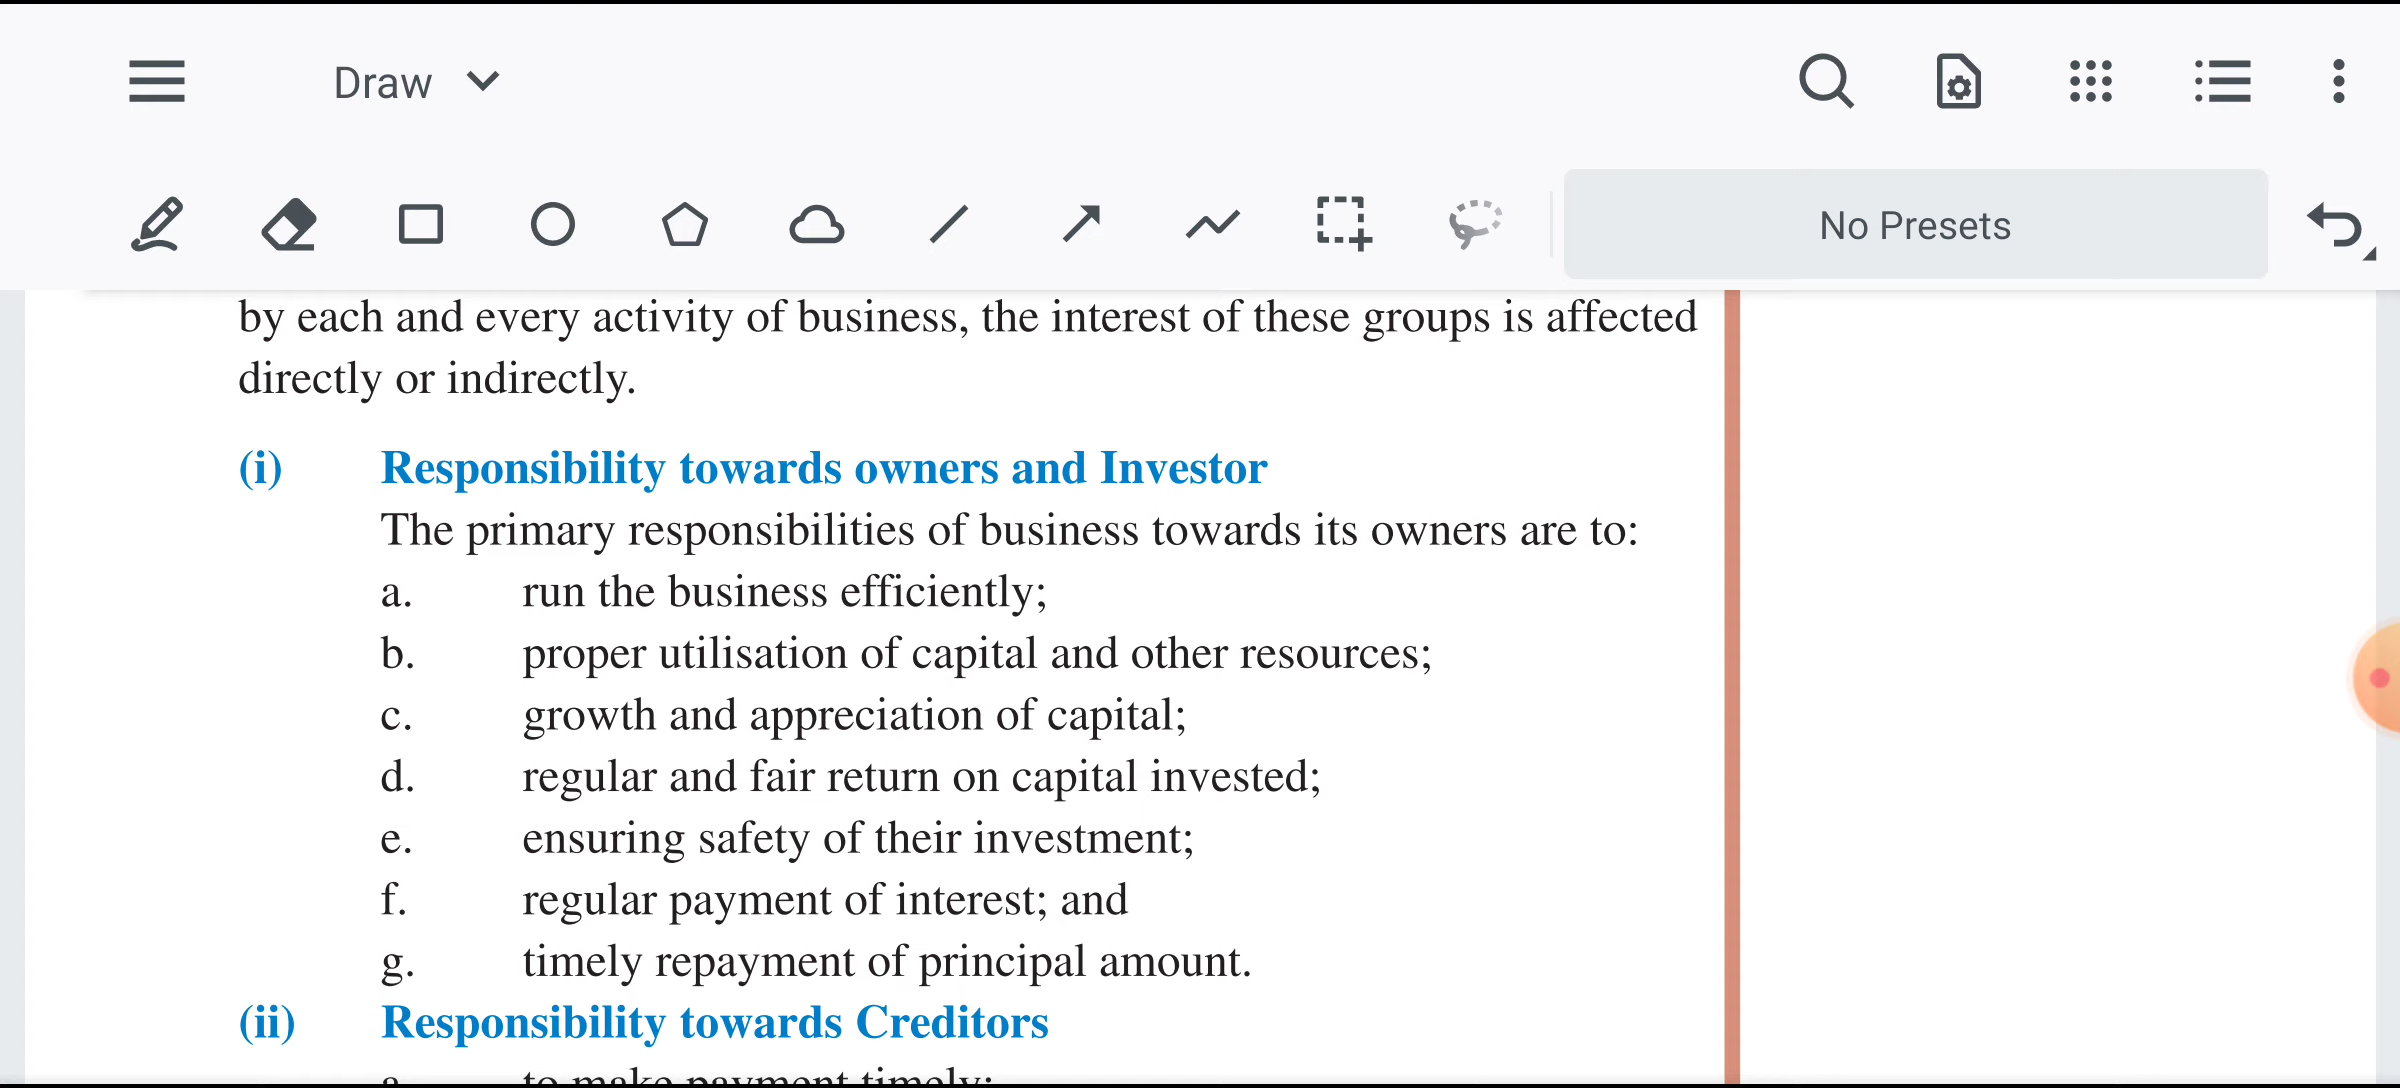 Draw
No Presets
by each and every activity of business, the interest of these groups is affected
directly or indirectly.
(i) Responsibility towards owners and Investor
The primary responsibilities of business towards its owners are to:
a. run the business efficiently;
b. proper utilisation of capital and other resources;
c. growth and appreciation of capital;
d. regular and fair return on capital invested;
e. ensuring safety of their investment;
f. regular payment of interest; and
g. timely repayment of principal amount.
(ii) Responsibility towards Creditors
a. to make payment timely;